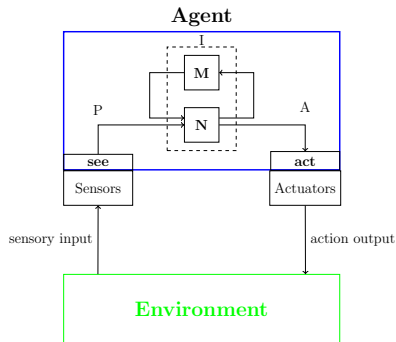 Agent
I
M
P
N
A
see
act
Sensors
Actuators
sensory input
action output
Environment